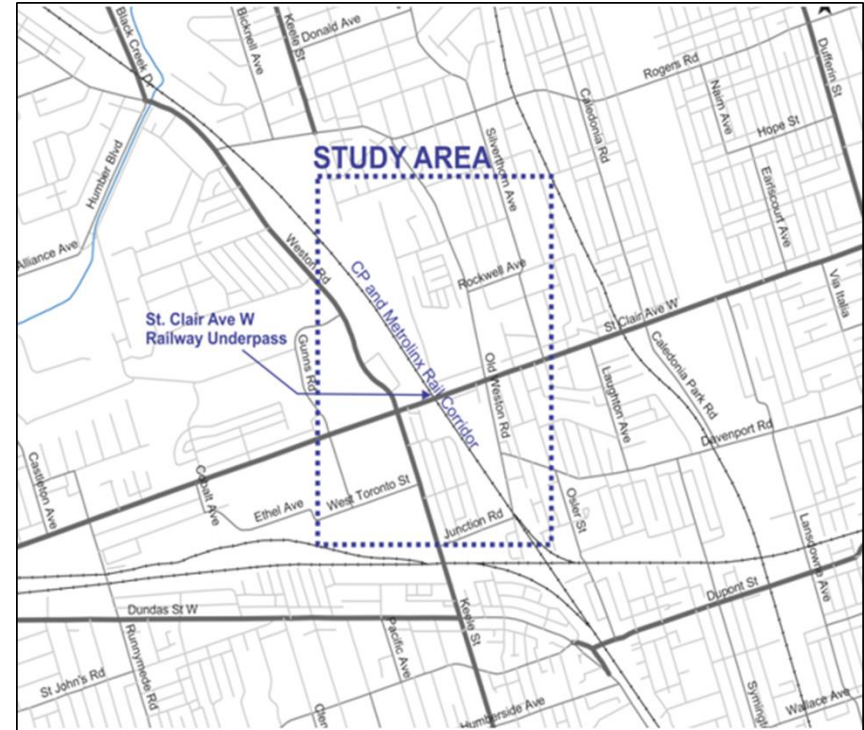 Black Creek Dr
Bicknell Ave
Keele St
Donald Ave
Dufferin St
Rogers Rd
Nairn Ave
Hope St
Caledonia Rd
Silverthorn Ave
Earlscourt Ave
Humber Blvd
STUDY AREA
Alliance Ave
Weston Rd
CP and Metrolinx Rail Corridor
Rockwell Ave
Via Italia
St. Clair Ave W
Railway Underpass
St Clair Ave W
Gunns Rd
Old Weston Rd
Caledonia Park Rd
Laughton Ave
Davenport Rd
Castleton Ave
Cobalt Ave
Ethel Ave
West Toronto St
Junction Rd
Osler St
Lansdowne Ave
Dupont St
Dundas St W
Runnymede Rd
Pacific Ave
Keele St
St John's Rd
Humberside Ave
Wallace Ave